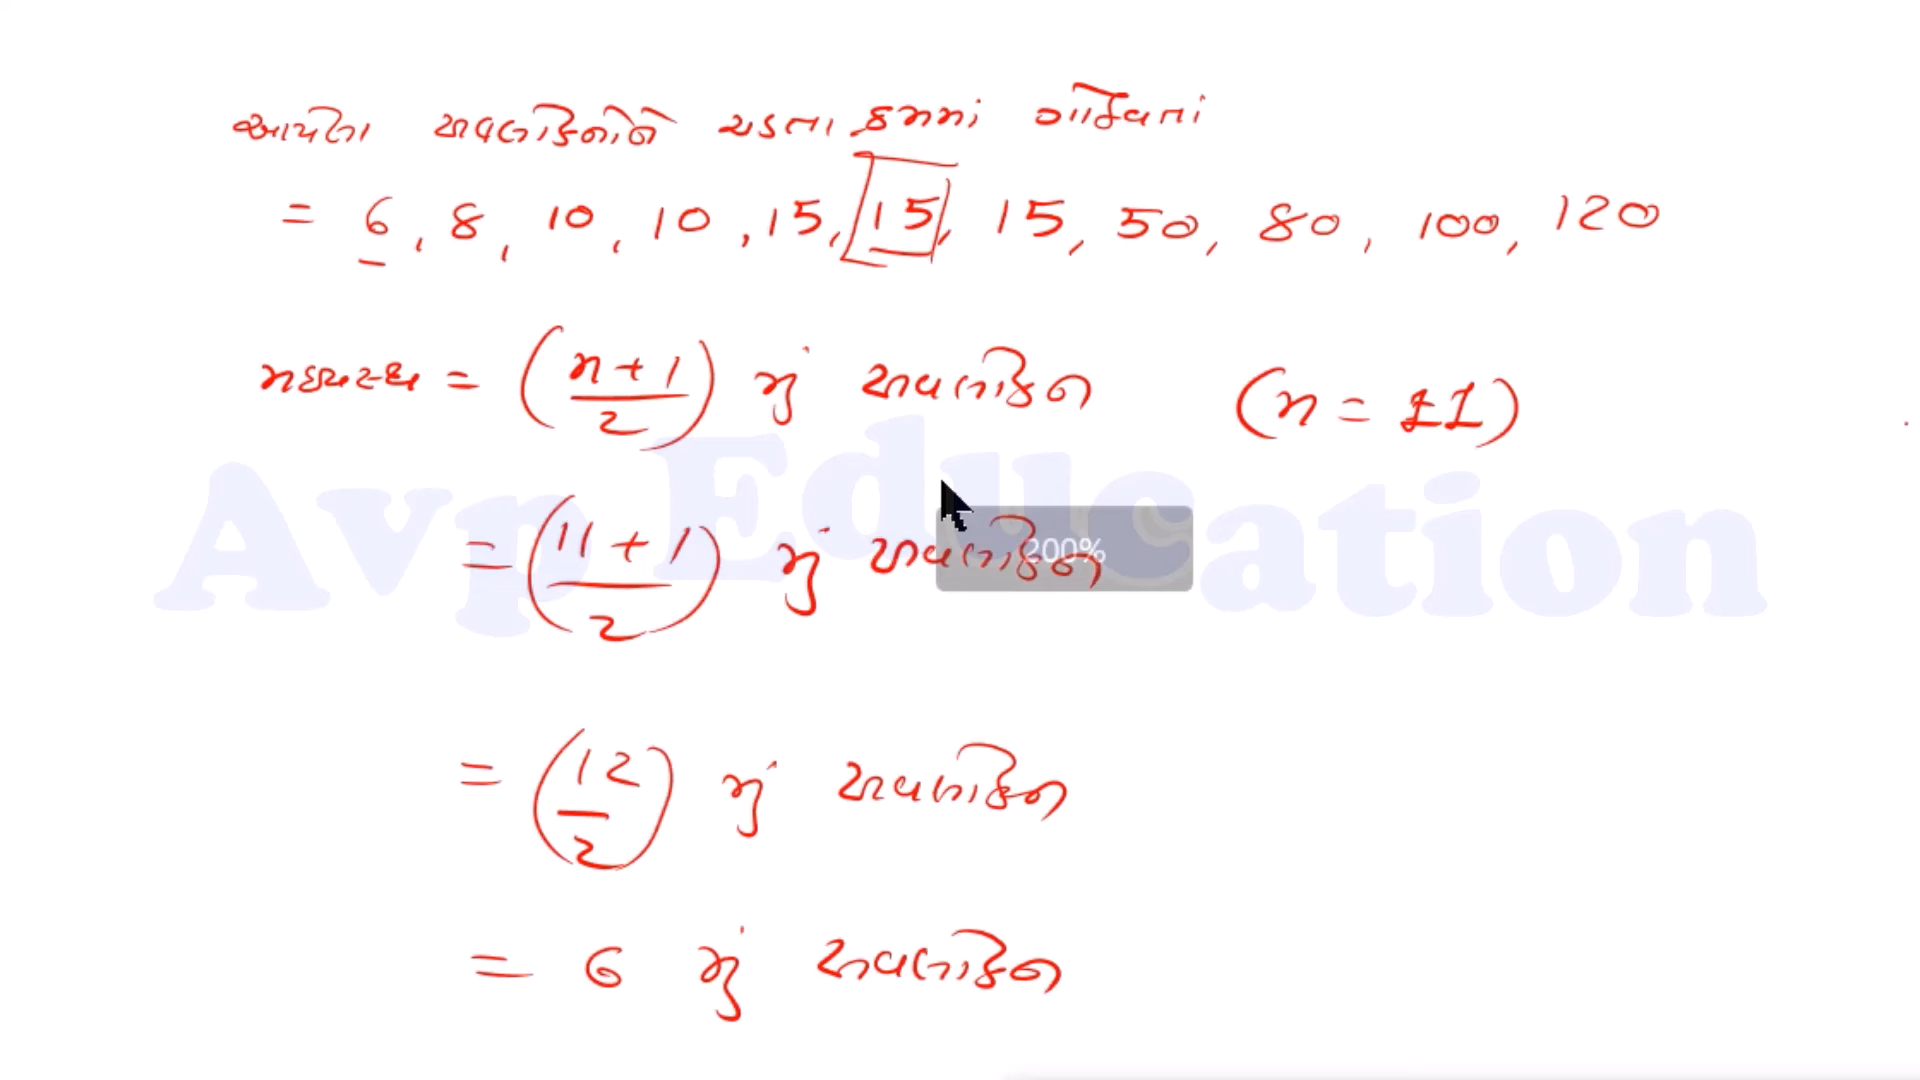 આપેલા અવલોકનોને ચડતા ક્રમમાં ગોઠવતાં
= 6, 8, 10, 10, 15, 15, 15, 50, 80, 100, 120
મધ્યસ્થ = (n+1/2) મું અવલોકન (n = 11)
= (11+1/2) મું અવલોકન
200%
= (12/2) મું અવલોકન
= 6 મું અવલોકન
Avp Education